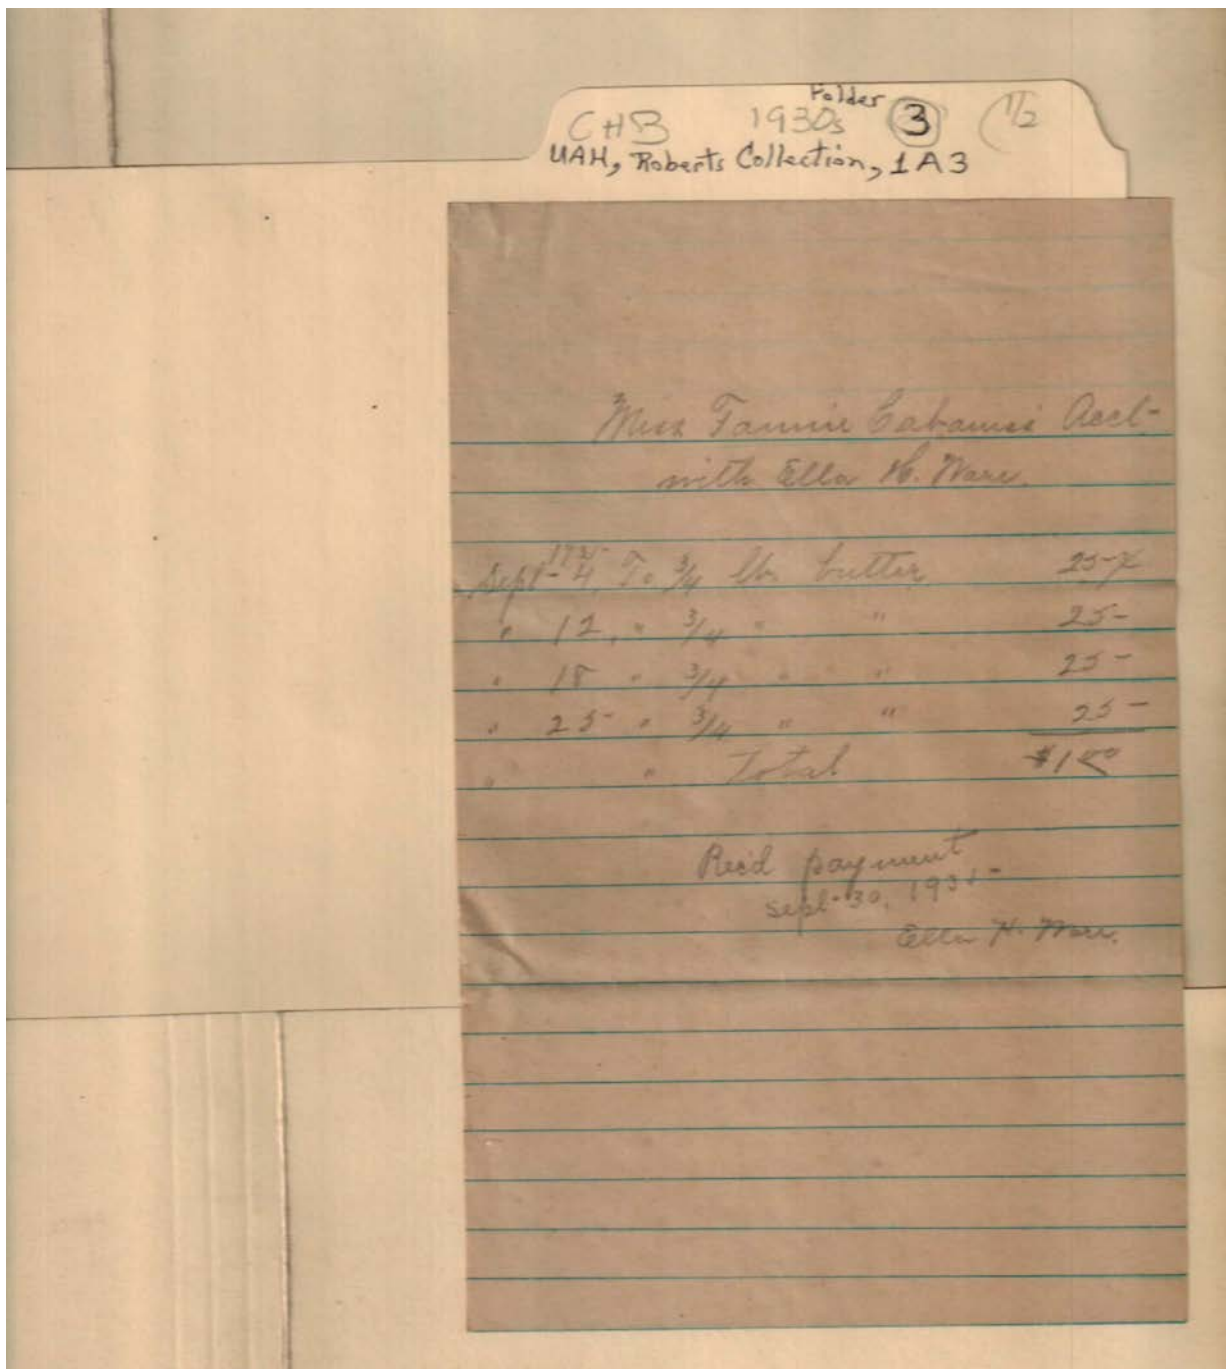 Folder
CHB 1930s 3 (1/2
UAH, Roberts Collection, 1A3
Miss Fannie Cabaniss Acct-
with Ella H. Ware.
Sept- 4, To 3/4 lb. butter 25¢
" 12, " 3/4 " " 25
" 18 " 3/4 " " 25
" 25 " 3/4 " " 25
" " Total $1.00
Rec'd payment
Sept-30,
Ella H. Ware.